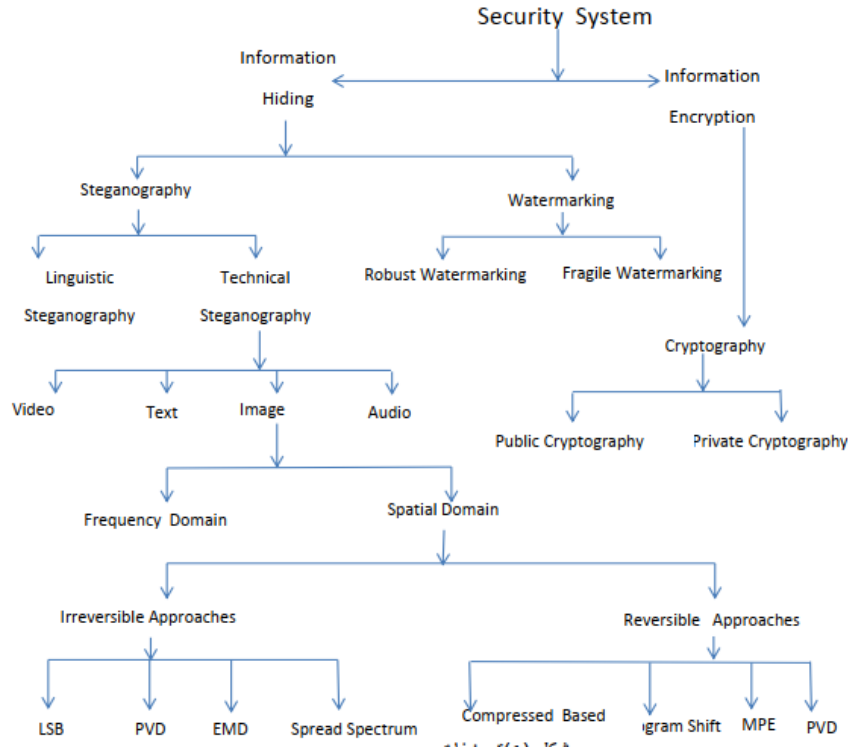 Security System
Information
Hiding
Information
Encryption
Steganography
Watermarking
Linguistic
Steganography
Technical
Steganography
Robust Watermarking
Fragile Watermarking
Cryptography
Video
Text
Image
Audio
Public Cryptography
Private Cryptography
Frequency Domain
Spatial Domain
Irreversible Approaches
Reversible Approaches
LSB
PVD
EMD
Spread Spectrum
Compressed Based
Shift
MPE
PVD